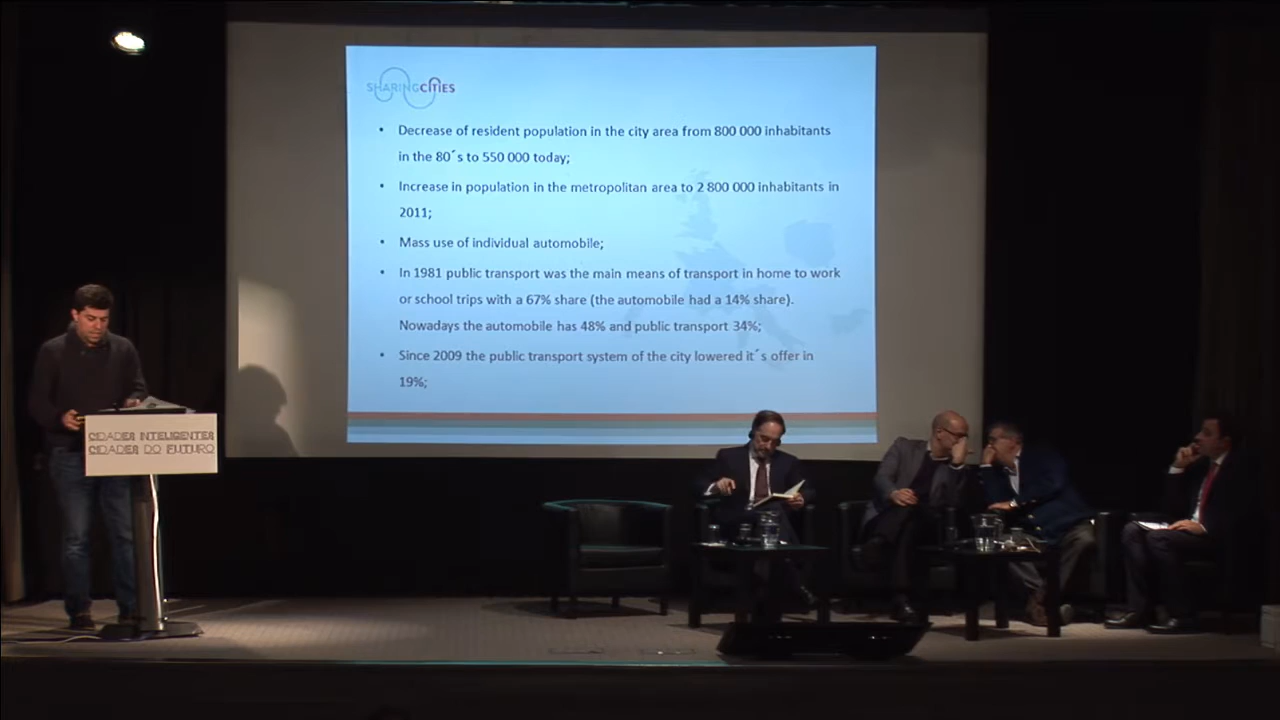 SHARINGCITIES
• Decrease of resident population in the city area from 800 000 inhabitants
in the 80´s to 550 000 today;
• Increase in population in the metropolitan area to 2 800 000 inhabitants in
2011;
• Mass use of individual automobile;
• In 1981 public transport was the main means of transport in home to work
or school trips with a 67% share (the automobile had a 14% share).
Nowadays the automobile has 48% and public transport 34%;
• Since 2009 the public transport system of the city lowered it´s offer in
19%;
CIDADES INTELIGENTES
CIDADES DO FUTURO